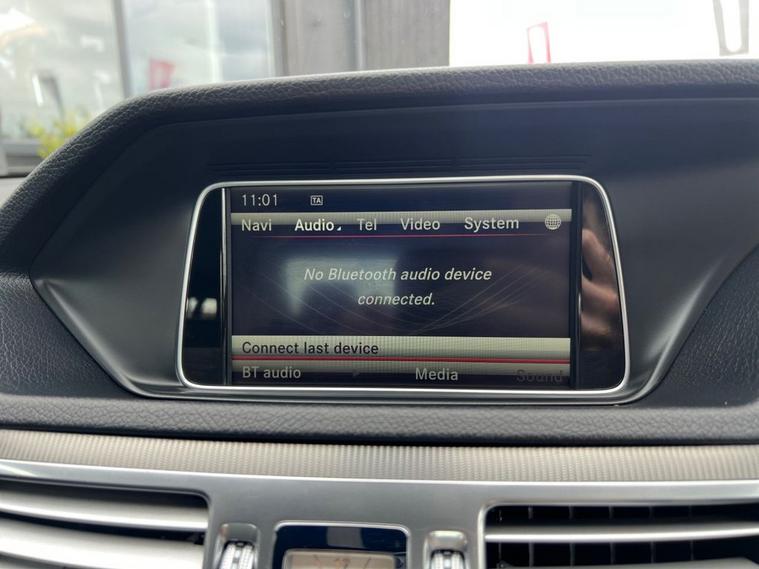 11:01 TA
Navi Audio Tel Video System
No Bluetooth audio device
connected.
Connect last device
BT audio Media Sound